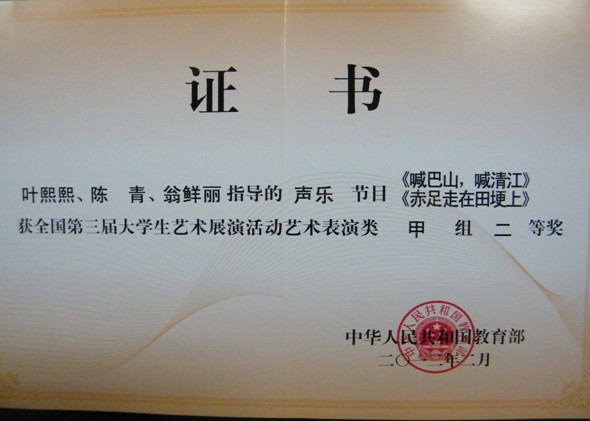 证 书
《喊巴山，喊清江》
叶熙熙、陈 青、翁鲜丽 指导的 声乐 节目
《赤足走在田埂上》
获全国第三届大学生艺术展演活动艺术表演类 甲 组 二 等奖
中华人民共和国教育部
二〇一二年二月